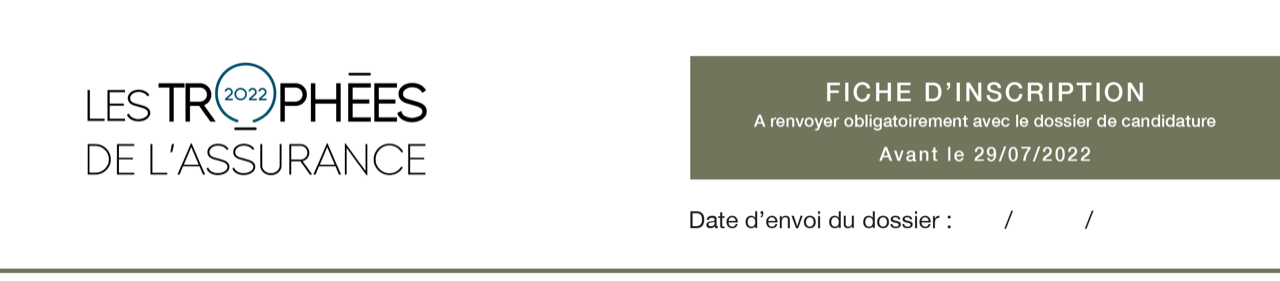 LES TROPHĒES
2022
DE L'ASSURANCE
FICHE D'INSCRIPTION
A renvoyer obligatoirement avec le dossier de candidature
Avant le 29/07/2022
Date d'envoi du dossier : / /